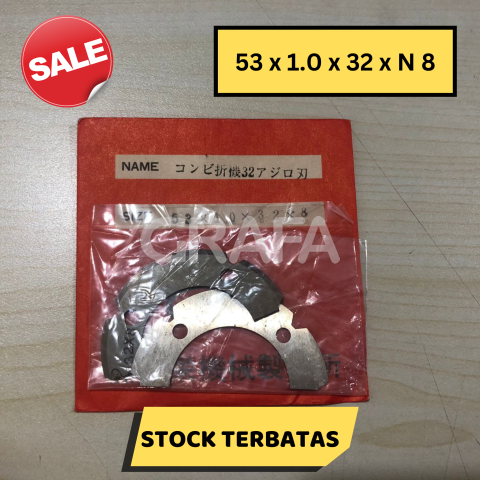 SALE
53 x 1.0 x 32 x N 8
NAME コンビ折機32アジロ刃
SIZE
GRAFA
STOCK TERBATAS